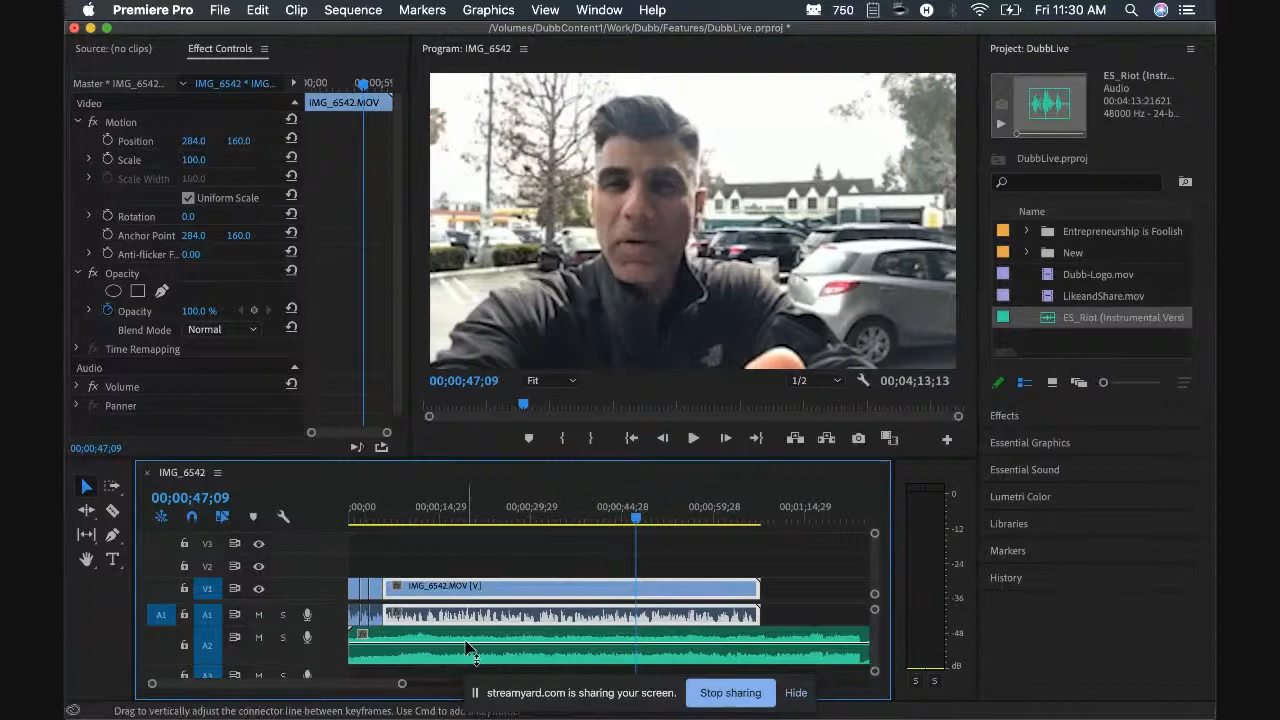 Premiere Pro File Edit Clip Sequence Markers Graphics View Window Help 750 Fri 11:30 AM
/Volumes/DubbContent1/Work/Dubb/Features/DubbLive.prproj *
Source: (no clips) Effect Controls Program: IMG_6542 Project: DubbLive
Master * IMG_6542... IMG_6542 * IMG...
Video
fx Motion
Position 284.0 160.0
Scale 100.0
Scale Width 100.0
Uniform Scale
Rotation 0.0
Anchor Point 284.0 160.0
Anti-flicker F... 0.00
Opacity
Opacity 100.0 %
Blend Mode Normal
fx Time Remapping
Audio
fx Volume
Panner
00;00;47;09
IMG_6542.MOV
00;00;47;09 Fit 1/2 00;04;13;13
ES_Riot (Instr...
Audio
00:04:13:21621
48000 Hz - 24-b...
DubbLive.prproj
Name
Entrepreneurship is Foolish
New
Dubb-Logo.mov
LikeandShare.mov
ES_Riot (Instrumental Versi
Effects
Essential Graphics
Essential Sound
Lumetri Color
Libraries
Markers
History
× IMG_6542
00;00;47;09
;00;00 00;00;14;29 00;00;29;29 00;00;44;28 00;00;59;28 00;01;14;29
V3
V2
V1 V1 IMG_6542.MOV [V]
A1 A1 M S
A2 M S
A3 M S
0
-12
-24
-36
-48
dB
S S
streamyard.com is sharing your screen. Stop sharing Hide
Drag to vertically adjust the connector line between keyframes. Use Cmd to add a keyframe.